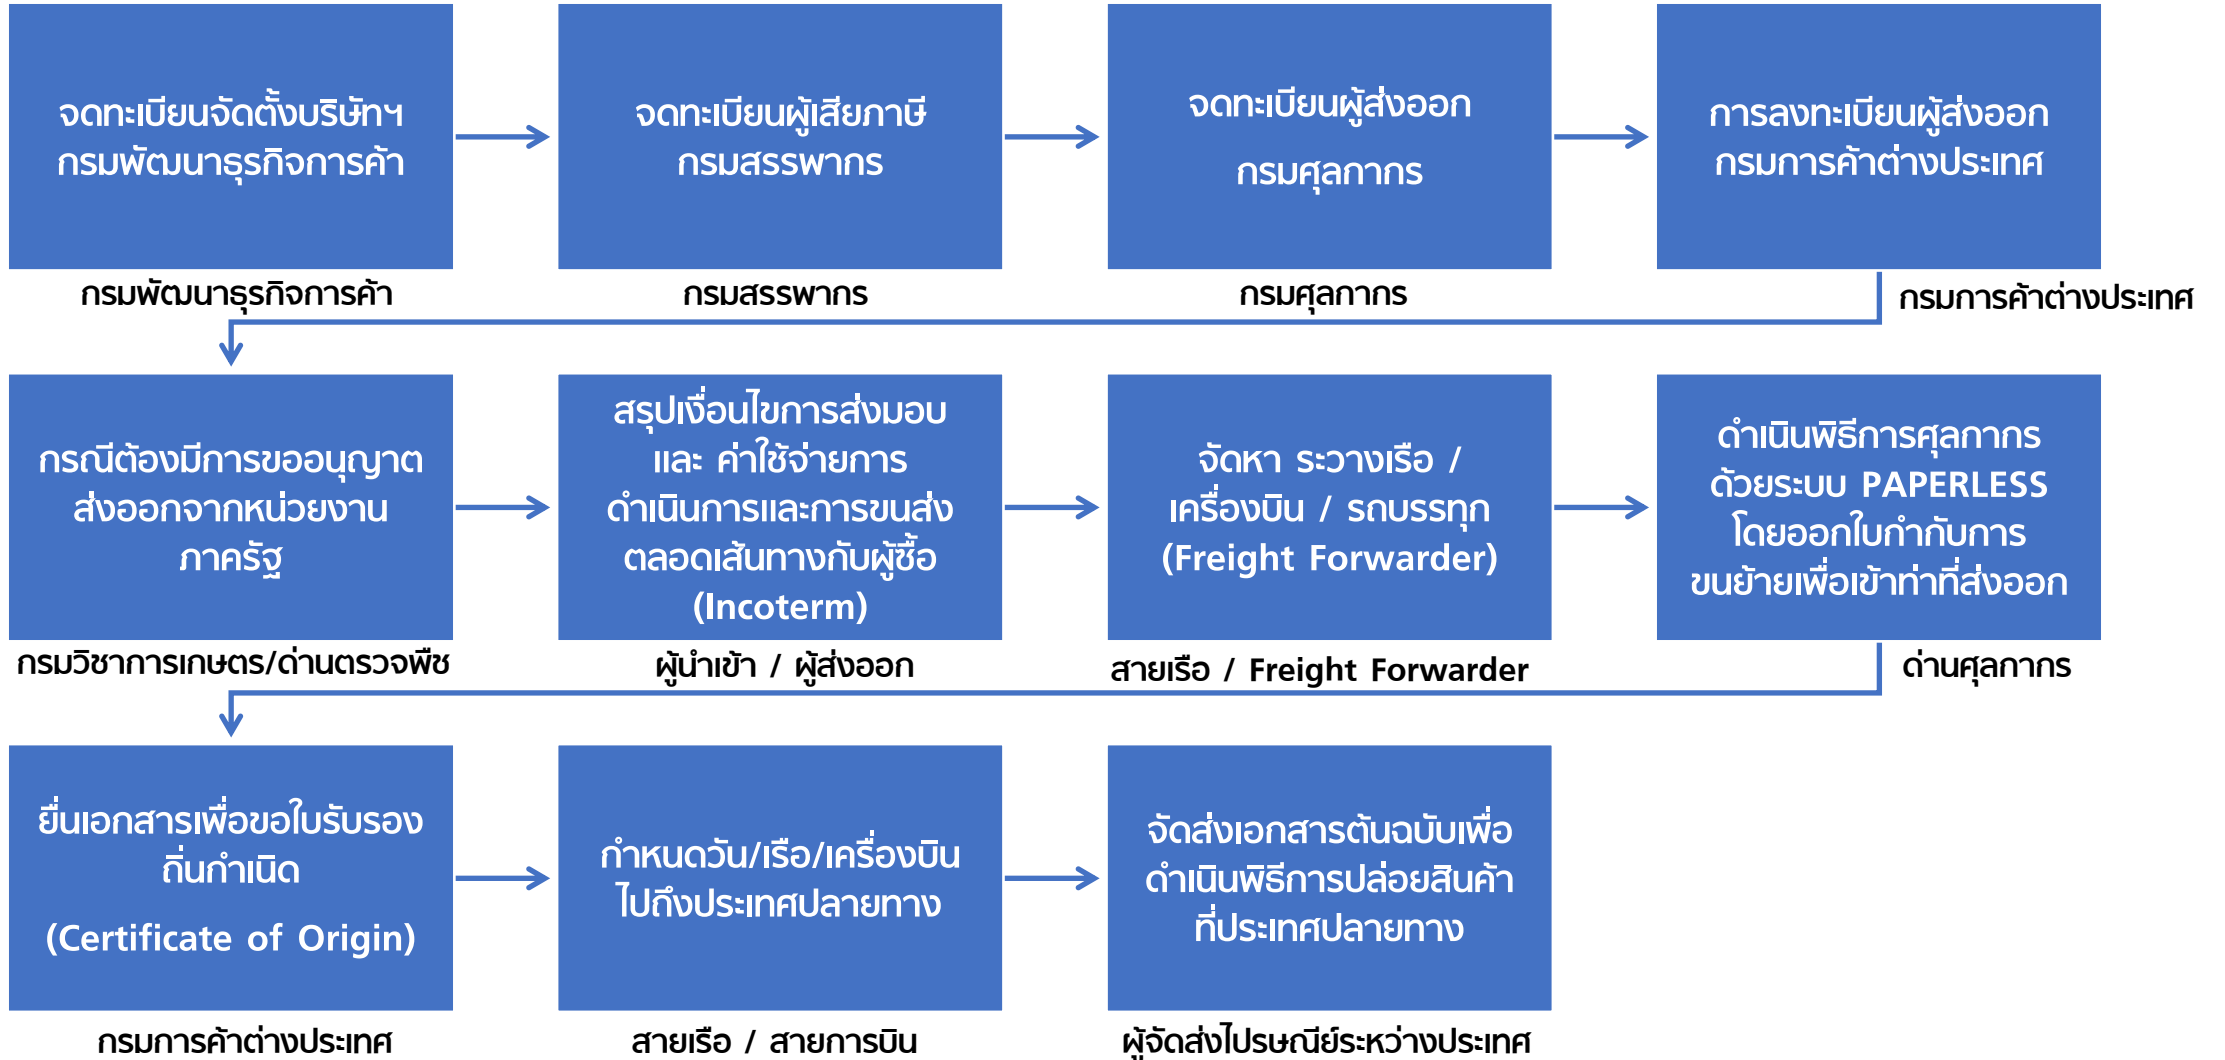 จดทะเบียนจัดตั้งบริษัทฯ
กรมพัฒนาธุรกิจการค้า
กรมพัฒนาธุรกิจการค้า
จดทะเบียนผู้เสียภาษี
กรมสรรพากร
กรมสรรพากร
จดทะเบียนผู้ส่งออก
กรมศุลกากร
กรมศุลกากร
การลงทะเบียนผู้ส่งออก
กรมการค้าต่างประเทศ
กรมการค้าต่างประเทศ
กรณีต้องมีการขออนุญาต
ส่งออกจากหน่วยงาน
ภาครัฐ
กรมวิชาการเกษตร/ด่านตรวจพืช
สรุปเงื่อนไขการส่งมอบ
และ ค่าใช้จ่ายการ
ดำเนินการและการขนส่ง
ตลอดเส้นทางกับผู้ซื้อ
(Incoterm)
ผู้นำเข้า / ผู้ส่งออก
จัดหา ระวางเรือ /
เครื่องบิน / รถบรรทุก
(Freight Forwarder)
สายเรือ / Freight Forwarder
ดำเนินพิธีการศุลกากร
ด้วยระบบ PAPERLESS
โดยออกใบกำกับการ
ขนย้ายเพื่อเข้าท่าที่ส่งออก
ด่านศุลกากร
ยื่นเอกสารเพื่อขอใบรับรอง
ถิ่นกำเนิด
(Certificate of Origin)
กรมการค้าต่างประเทศ
กำหนดวัน/เรือ/เครื่องบิน
ไปถึงประเทศปลายทาง
สายเรือ / สายการบิน
จัดส่งเอกสารต้นฉบับเพื่อ
ดำเนินพิธีการปล่อยสินค้า
ที่ประเทศปลายทาง
ผู้จัดส่งไปรษณีย์ระหว่างประเทศ